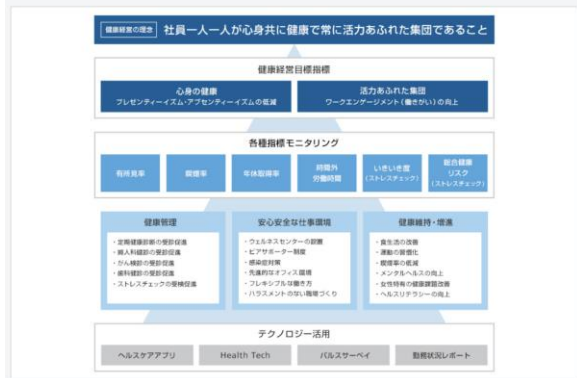 健康経営の理念 社員一人一人が心身共に健康で常に活力あふれた集団であること
健康経営目標指標
心身の健康
プレゼンティーイズム・アブセンティーイズムの低減
活力あふれた集団
ワークエンゲージメント(働きがい)の向上
各種指標モニタリング
有所見率
喫煙率
年休取得率
時間外
労働時間
いきいき度
(ストレスチェック)
総合健康
リスク
(ストレスチェック)
健康管理
・定期健康診断の受診促進
・婦人科健診の受診促進
・がん検診の受診促進
・歯科健診の受診促進
・ストレスチェックの受検促進
安心安全な仕事環境
・ウェルネスセンターの設置
・ピアサポーター制度
・感染症対策
・先進的なオフィス環境
・フレキシブルな働き方
・ハラスメントのない職場づくり
健康維持・増進
・食生活の改善
・運動の習慣化
・喫煙率の低減
・メンタルヘルスの向上
・女性特有の健康課題改善
・ヘルスリテラシーの向上
テクノロジー活用
ヘルスケアアプリ
Health Tech
パルスサーベイ
勤務状況レポート